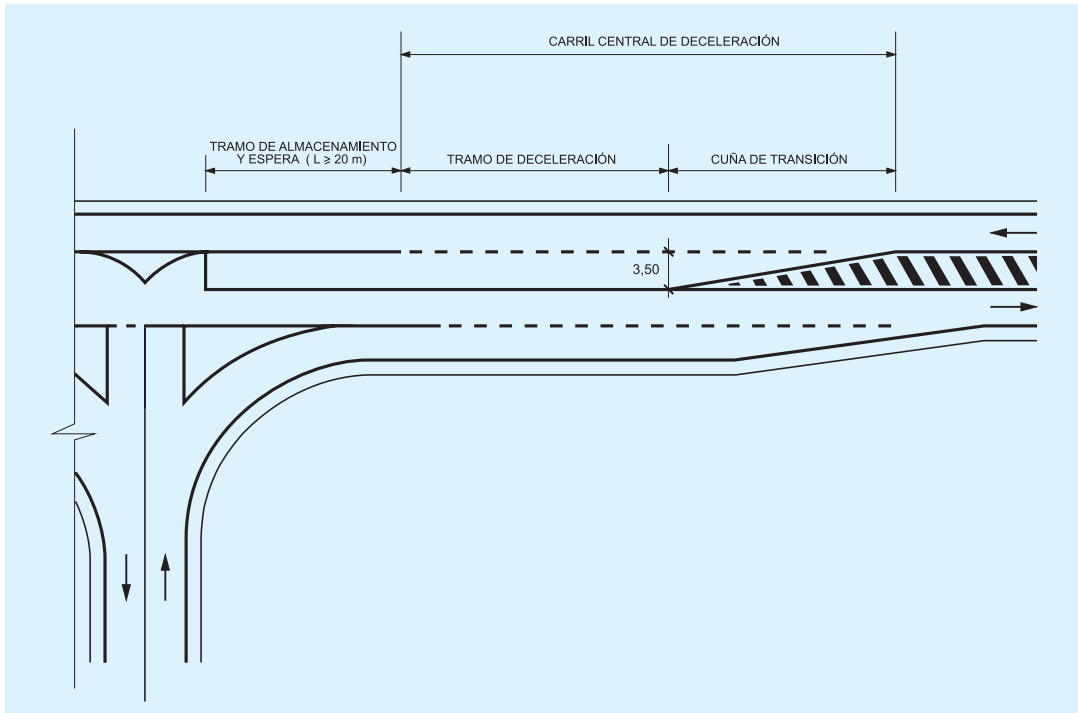 CARRIL CENTRAL DE DECELERACIÓN
TRAMO DE ALMACENAMIENTO
Y ESPERA ( L ≥ 20 m)
TRAMO DE DECELERACIÓN
CUÑA DE TRANSICIÓN
3,50